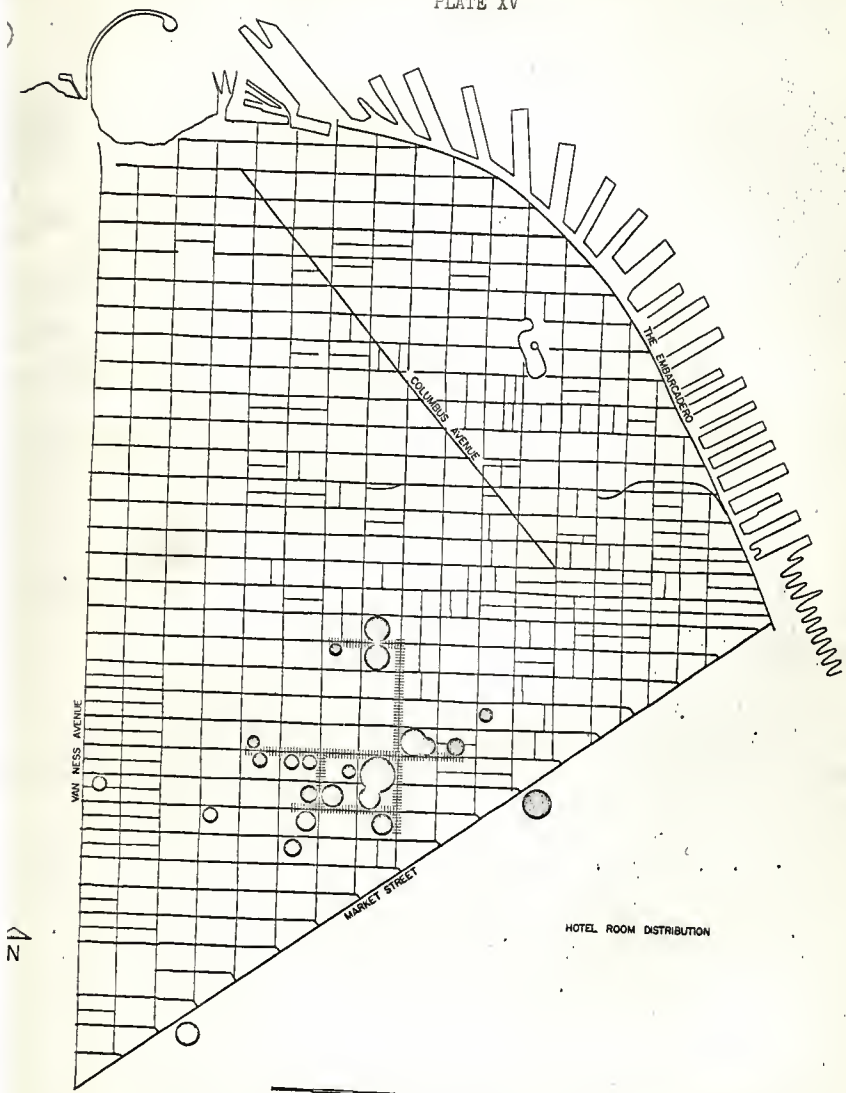 PLATE XV
THE EMBARCADERO
COLUMBUS AVENUE
VAN NESS AVENUE
MARKET STREET
HOTEL ROOM DISTRIBUTION
N